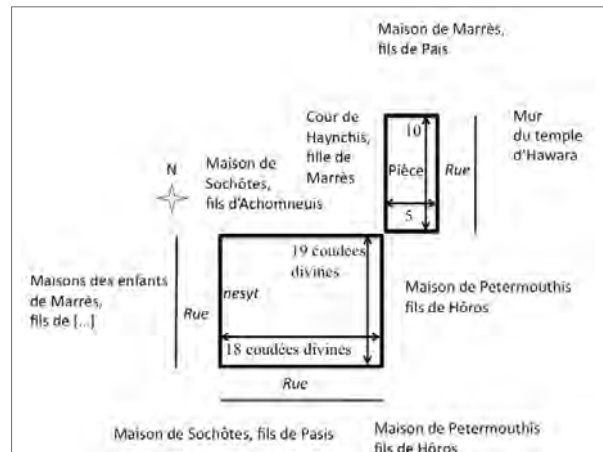 Maison de Marrès,
fils de Pais
Cour de
Haynchis,
fille de
Marrès
10
Pièce
5
Rue
Mur
du temple
d'Hawara
N
Maison de
Sochôtes,
fils d'Achomneuis
19 coudées
divines
nesyt
18 coudées divines
Maisons des enfants
de Marrès,
fils de [...]
Rue
Maison de Petermouthis
fils de Hôros
Rue
Maison de Sochôtes, fils de Pasis
Maison de Petermouthis
fils de Hôros